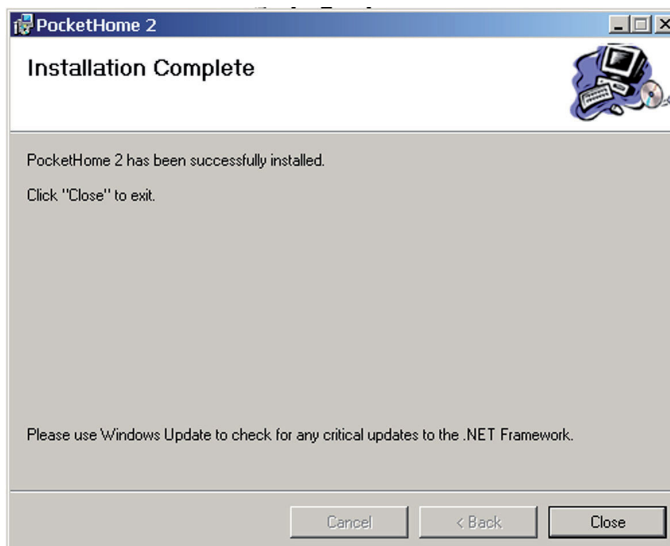 PocketHome 2
Installation Complete
PocketHome 2 has been successfully installed.
Click "Close" to exit.
Please use Windows Update to check for any critical updates to the .NET Framework.
Cancel
< Back
Close